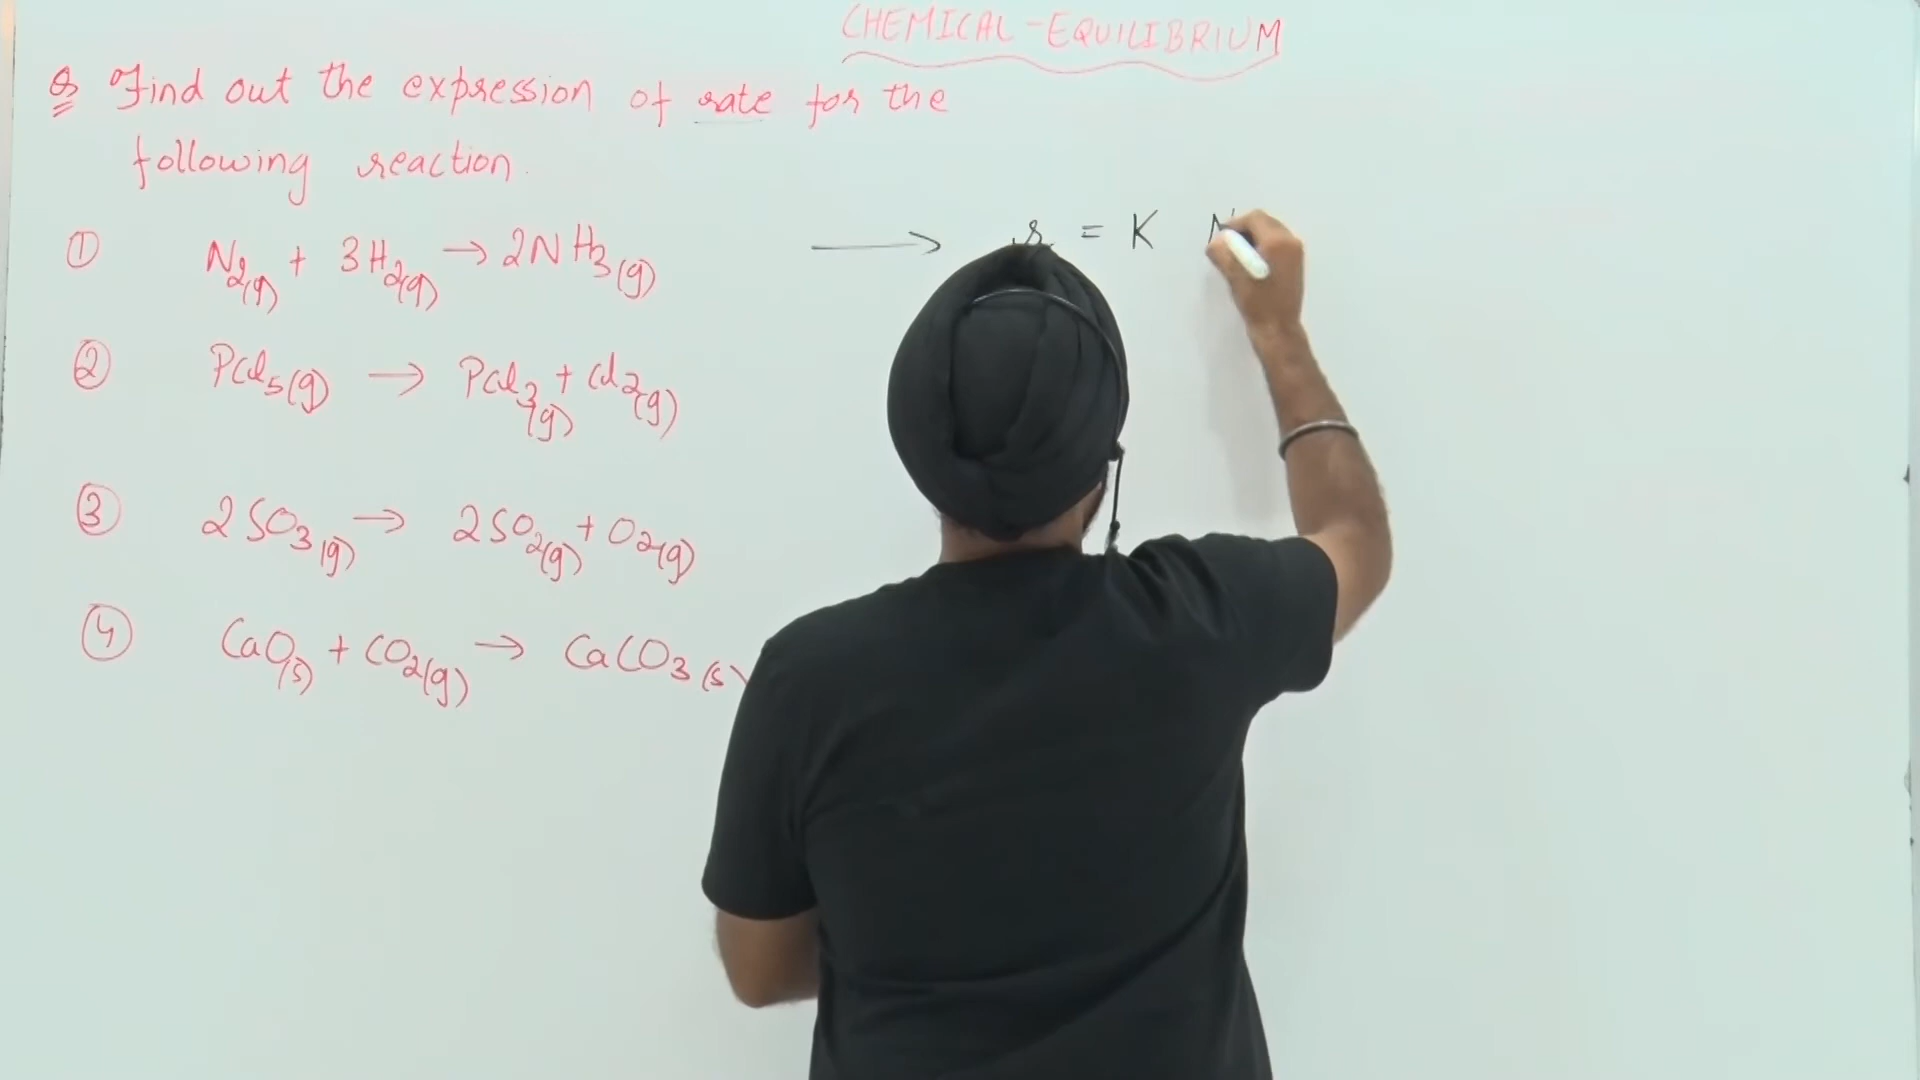 CHEMICAL-EQUILIBRIUM
Q Find out the expression of rate for the
following reaction.
① N2(g) + 3H2(g) → 2NH3(g) → r = K N
② PCl5(g) → PCl3(g) + Cl2(g)
③ 2SO3(g) → 2SO2(g) + O2(g)
④ CaO(s) + CO2(g) → CaCO3(s)